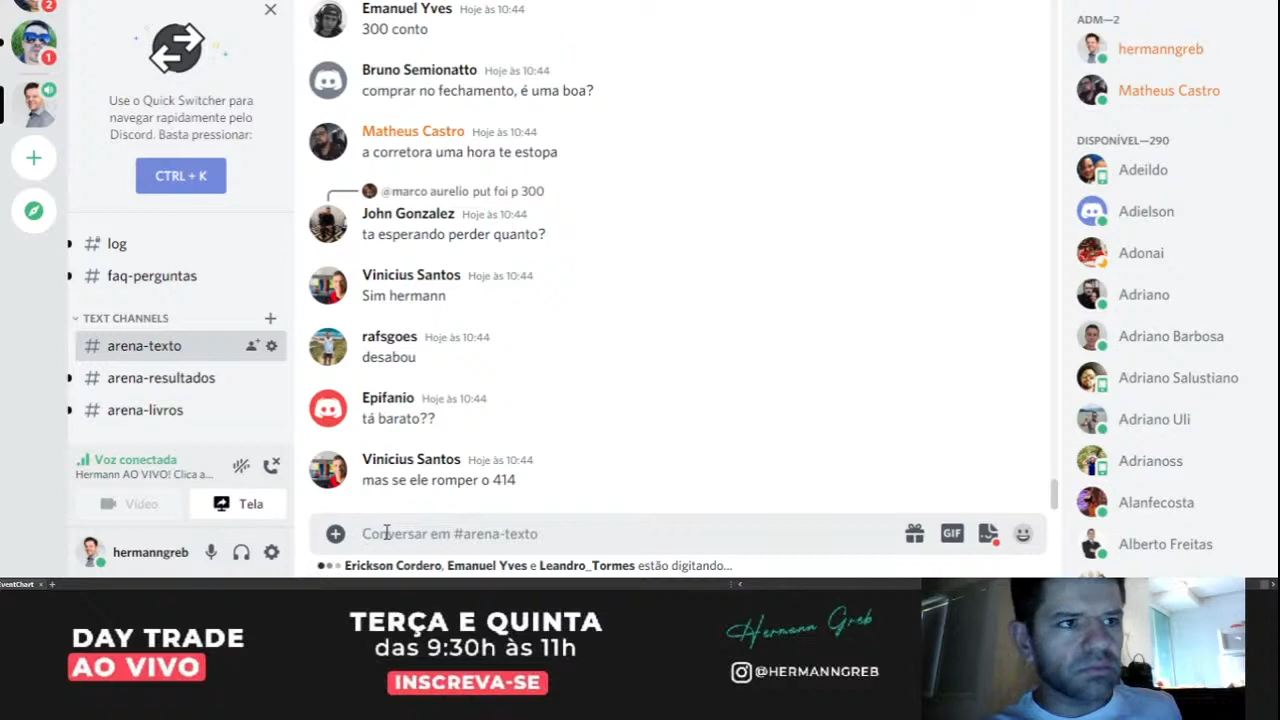 2
1
Use o Quick Switcher para
navegar rapidamente pelo
Discord. Basta pressionar:
CTRL + K
log
faq-perguntas
TEXT CHANNELS
arena-texto
arena-resultados
arena-livros
Voz conectada
Hermann AO VIVO! Clica a...
Vídeo
Tela
hermanngreb
Emanuel Yves Hoje às 10:44
300 conto
Bruno Semionatto Hoje às 10:44
comprar no fechamento, é uma boa?
Matheus Castro Hoje às 10:44
a corretora uma hora te estopa
@marco aurelio put foi p 300
John Gonzalez Hoje às 10:44
ta esperando perder quanto?
Vinicius Santos Hoje às 10:44
Sim hermann
rafsgoes Hoje às 10:44
desabou
Epifanio Hoje às 10:44
tá barato??
Vinicius Santos Hoje às 10:44
mas se ele romper o 414
Conversar em #arena-texto
GIF
Erickson Cordero, Emanuel Yves e Leandro_Tormes estão digitando...
ADM—2
hermanngreb
Matheus Castro
DISPONÍVEL—290
Adeildo
Adielson
Adonai
Adriano
Adriano Barbosa
Adriano Salustiano
Adriano Uli
Adrianoss
Alanfecosta
Alberto Freitas
EventChart
DAY TRADE
AO VIVO
TERÇA E QUINTA
das 9:30h às 11h
INSCREVA-SE
Hermann Greb
@HERMANNGREB